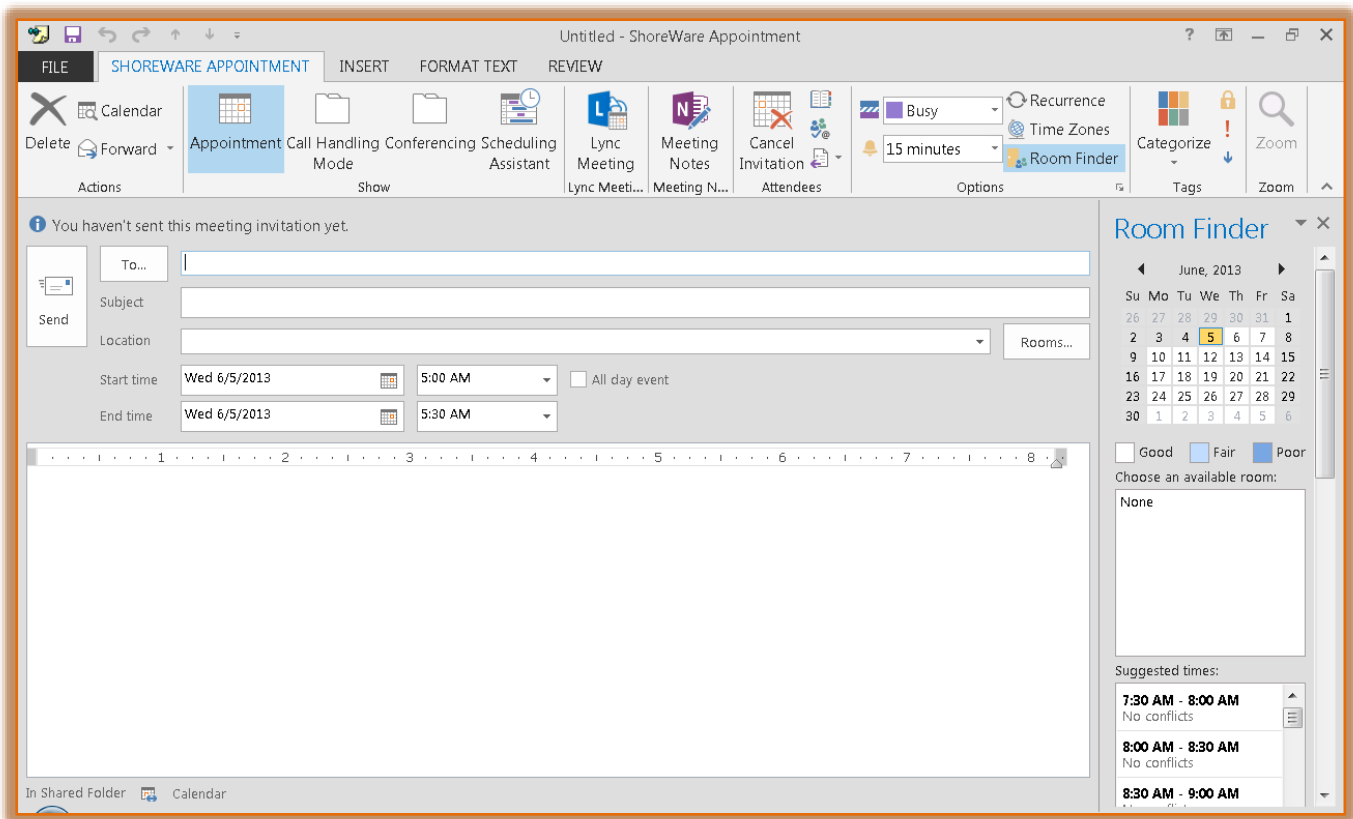 Untitled - ShoreWare Appointment
?
FILE SHOREWARE APPOINTMENT INSERT FORMAT TEXT REVIEW
Delete
Calendar
Forward
Actions
Appointment
Call Handling Mode
Conferencing
Scheduling Assistant
Show
Lync Meeting
Lync Meeti...
Meeting Notes
Meeting N...
Cancel Invitation
Attendees
Busy
15 minutes
Recurrence
Time Zones
Room Finder
Options
Categorize
Tags
Zoom
Zoom
You haven't sent this meeting invitation yet.
Send
To...
Subject
Location
Rooms...
Start time Wed 6/5/2013 5:00 AM All day event
End time Wed 6/5/2013 5:30 AM
1 2 3 4 5 6 7 8
In Shared Folder Calendar
Room Finder
June, 2013
Su Mo Tu We Th Fr Sa
26 27 28 29 30 31 1
2 3 4 5 6 7 8
9 10 11 12 13 14 15
16 17 18 19 20 21 22
23 24 25 26 27 28 29
30 1 2 3 4 5 6
Good Fair Poor
Choose an available room:
None
Suggested times:
7:30 AM - 8:00 AM
No conflicts
8:00 AM - 8:30 AM
No conflicts
8:30 AM - 9:00 AM